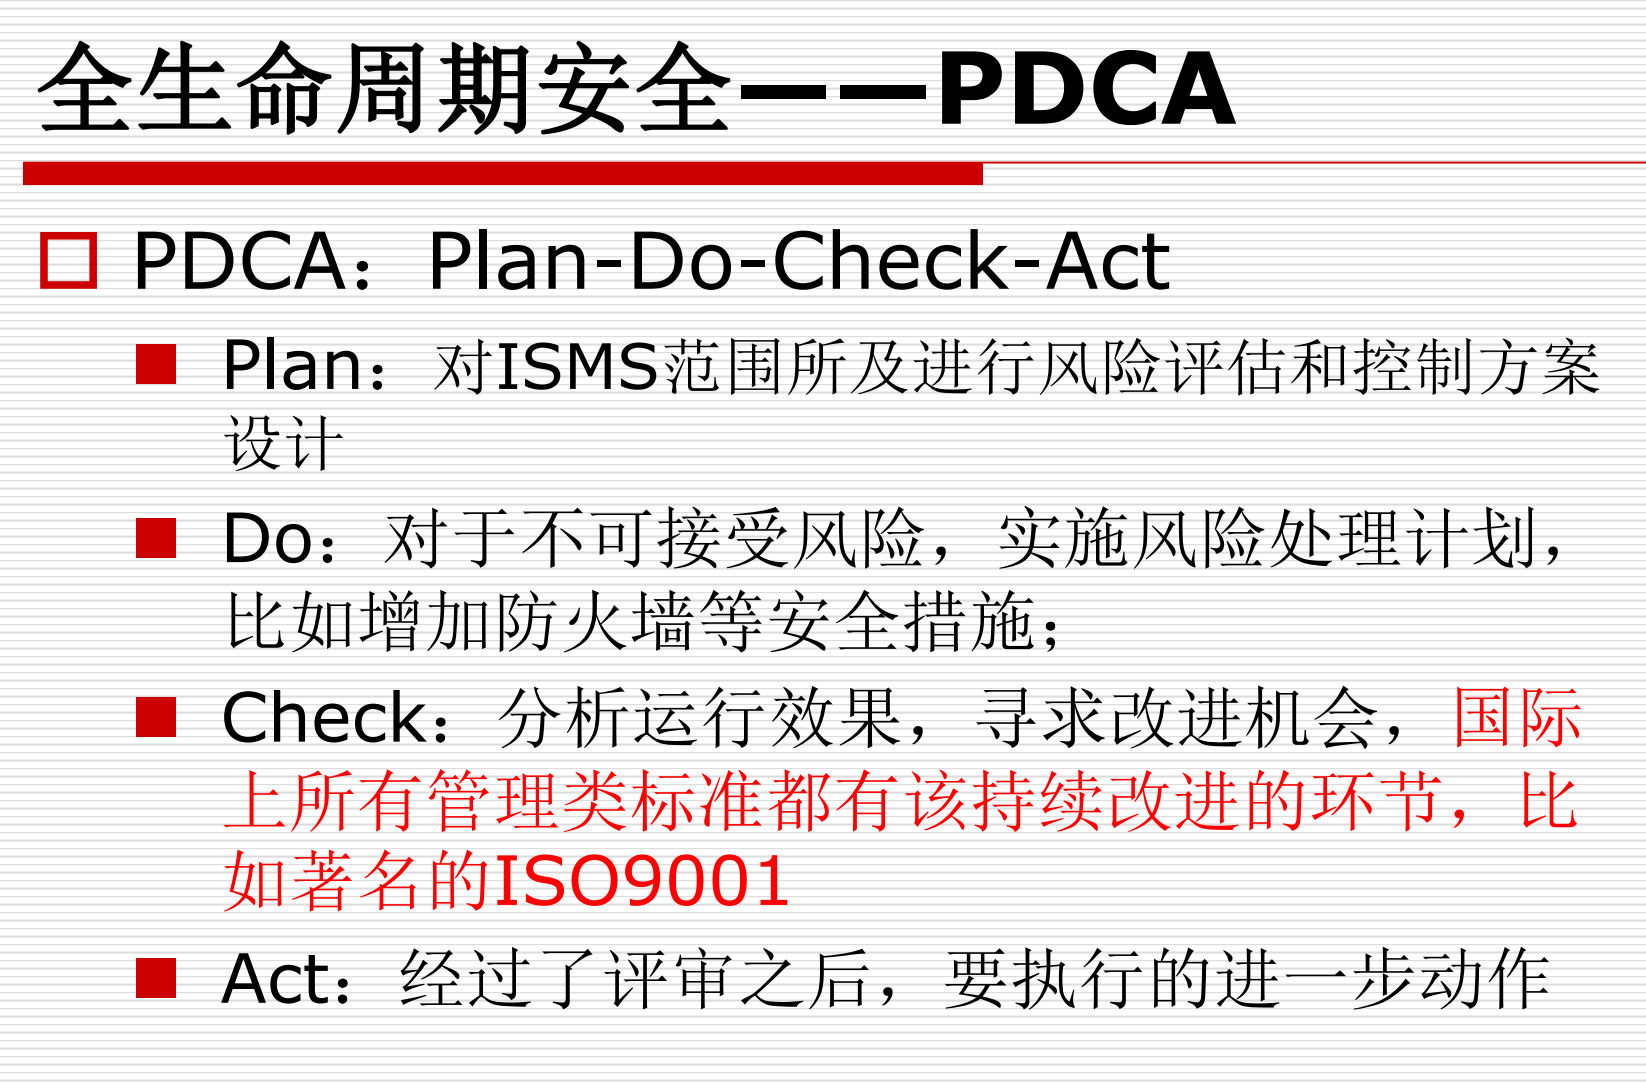 全生命周期安全——PDCA
PDCA：Plan-Do-Check-Act
Plan：对ISMS范围所及进行风险评估和控制方案
设计
Do：对于不可接受风险，实施风险处理计划，
比如增加防火墙等安全措施；
Check：分析运行效果，寻求改进机会，国际
上所有管理类标准都有该持续改进的环节，比
如著名的ISO9001
Act：经过了评审之后，要执行的进一步动作